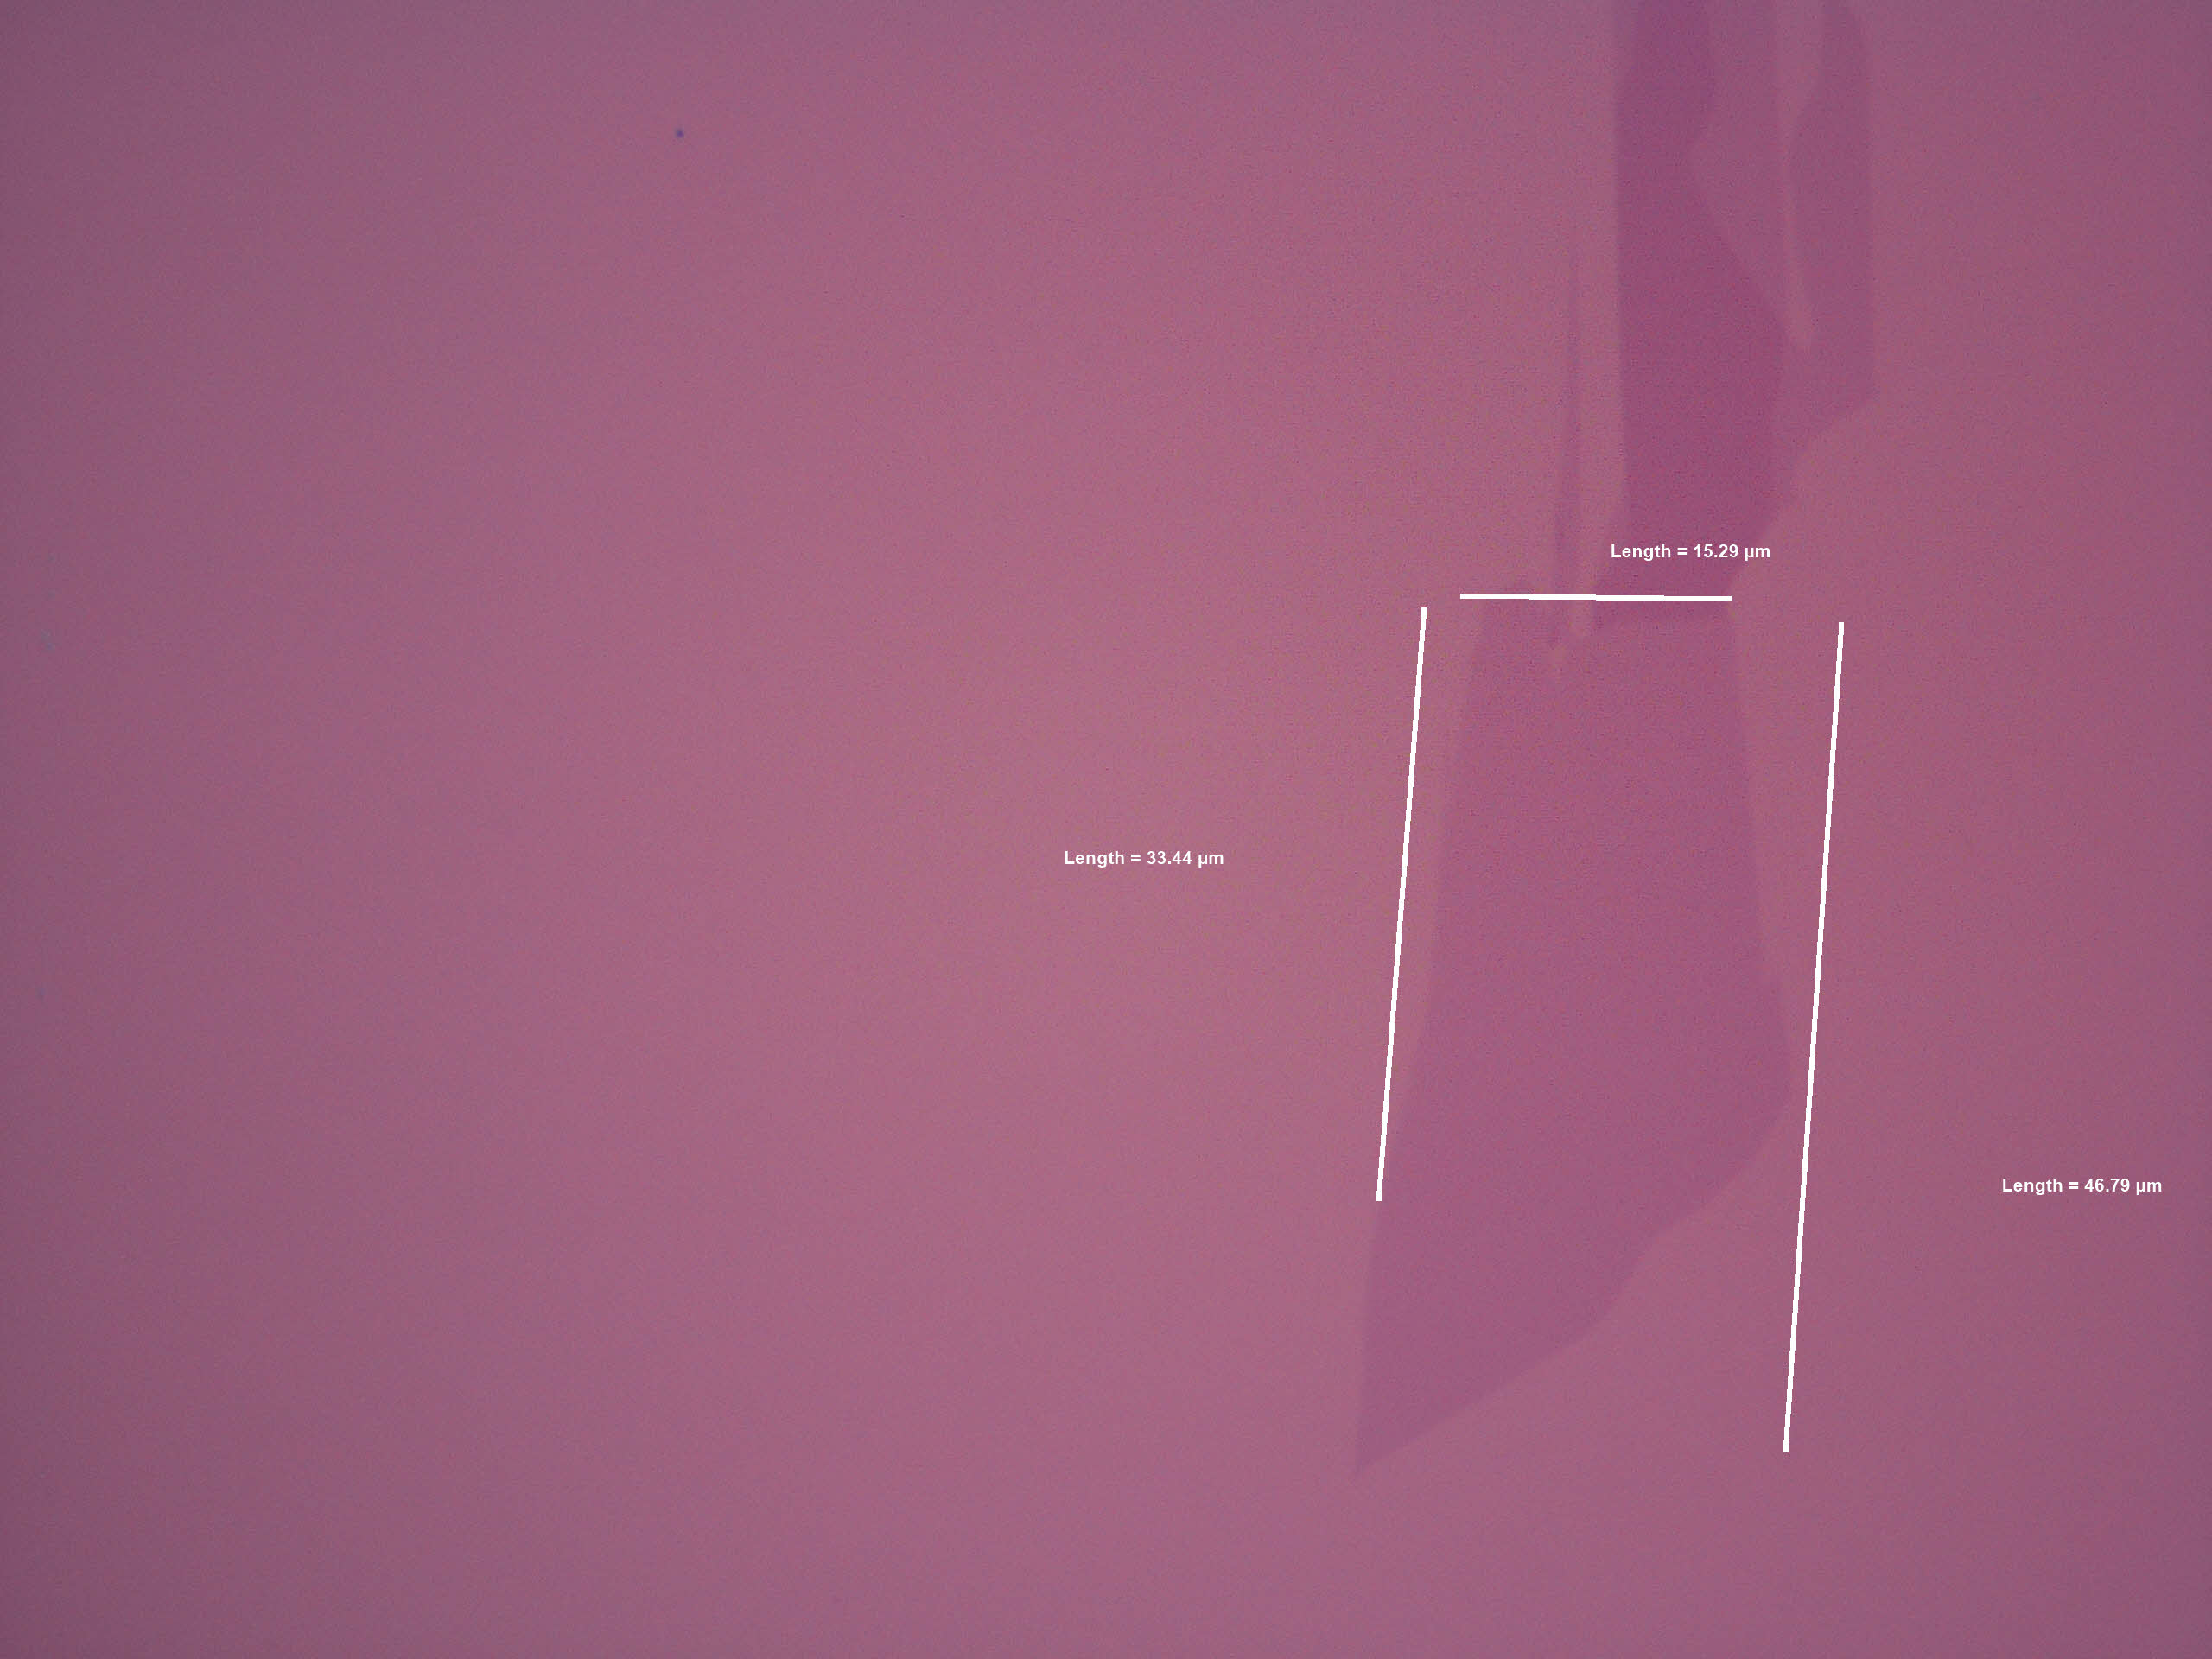 Length = 15.29 µm
Length = 33.44 µm
Length = 46.79 µm